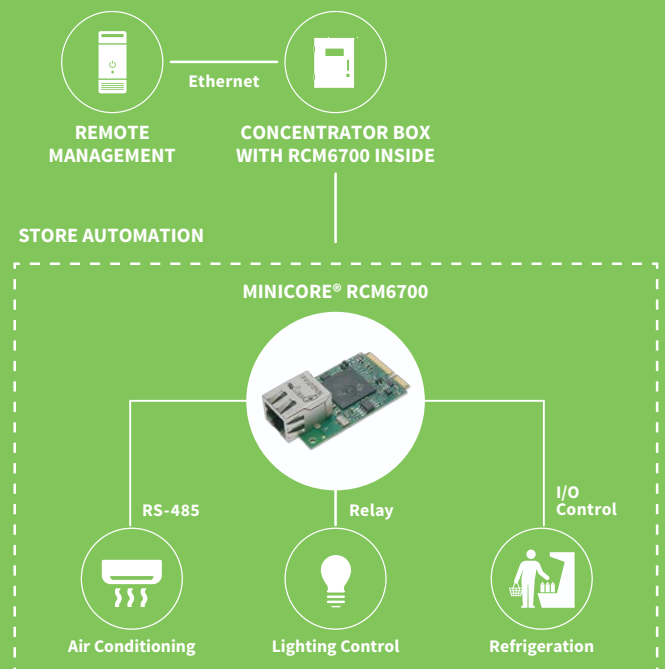 Ethernet
REMOTE
MANAGEMENT
CONCENTRATOR BOX
WITH RCM6700 INSIDE
STORE AUTOMATION
MINICORE® RCM6700
RS-485
Relay
I/O
Control
Air Conditioning
Lighting Control
Refrigeration